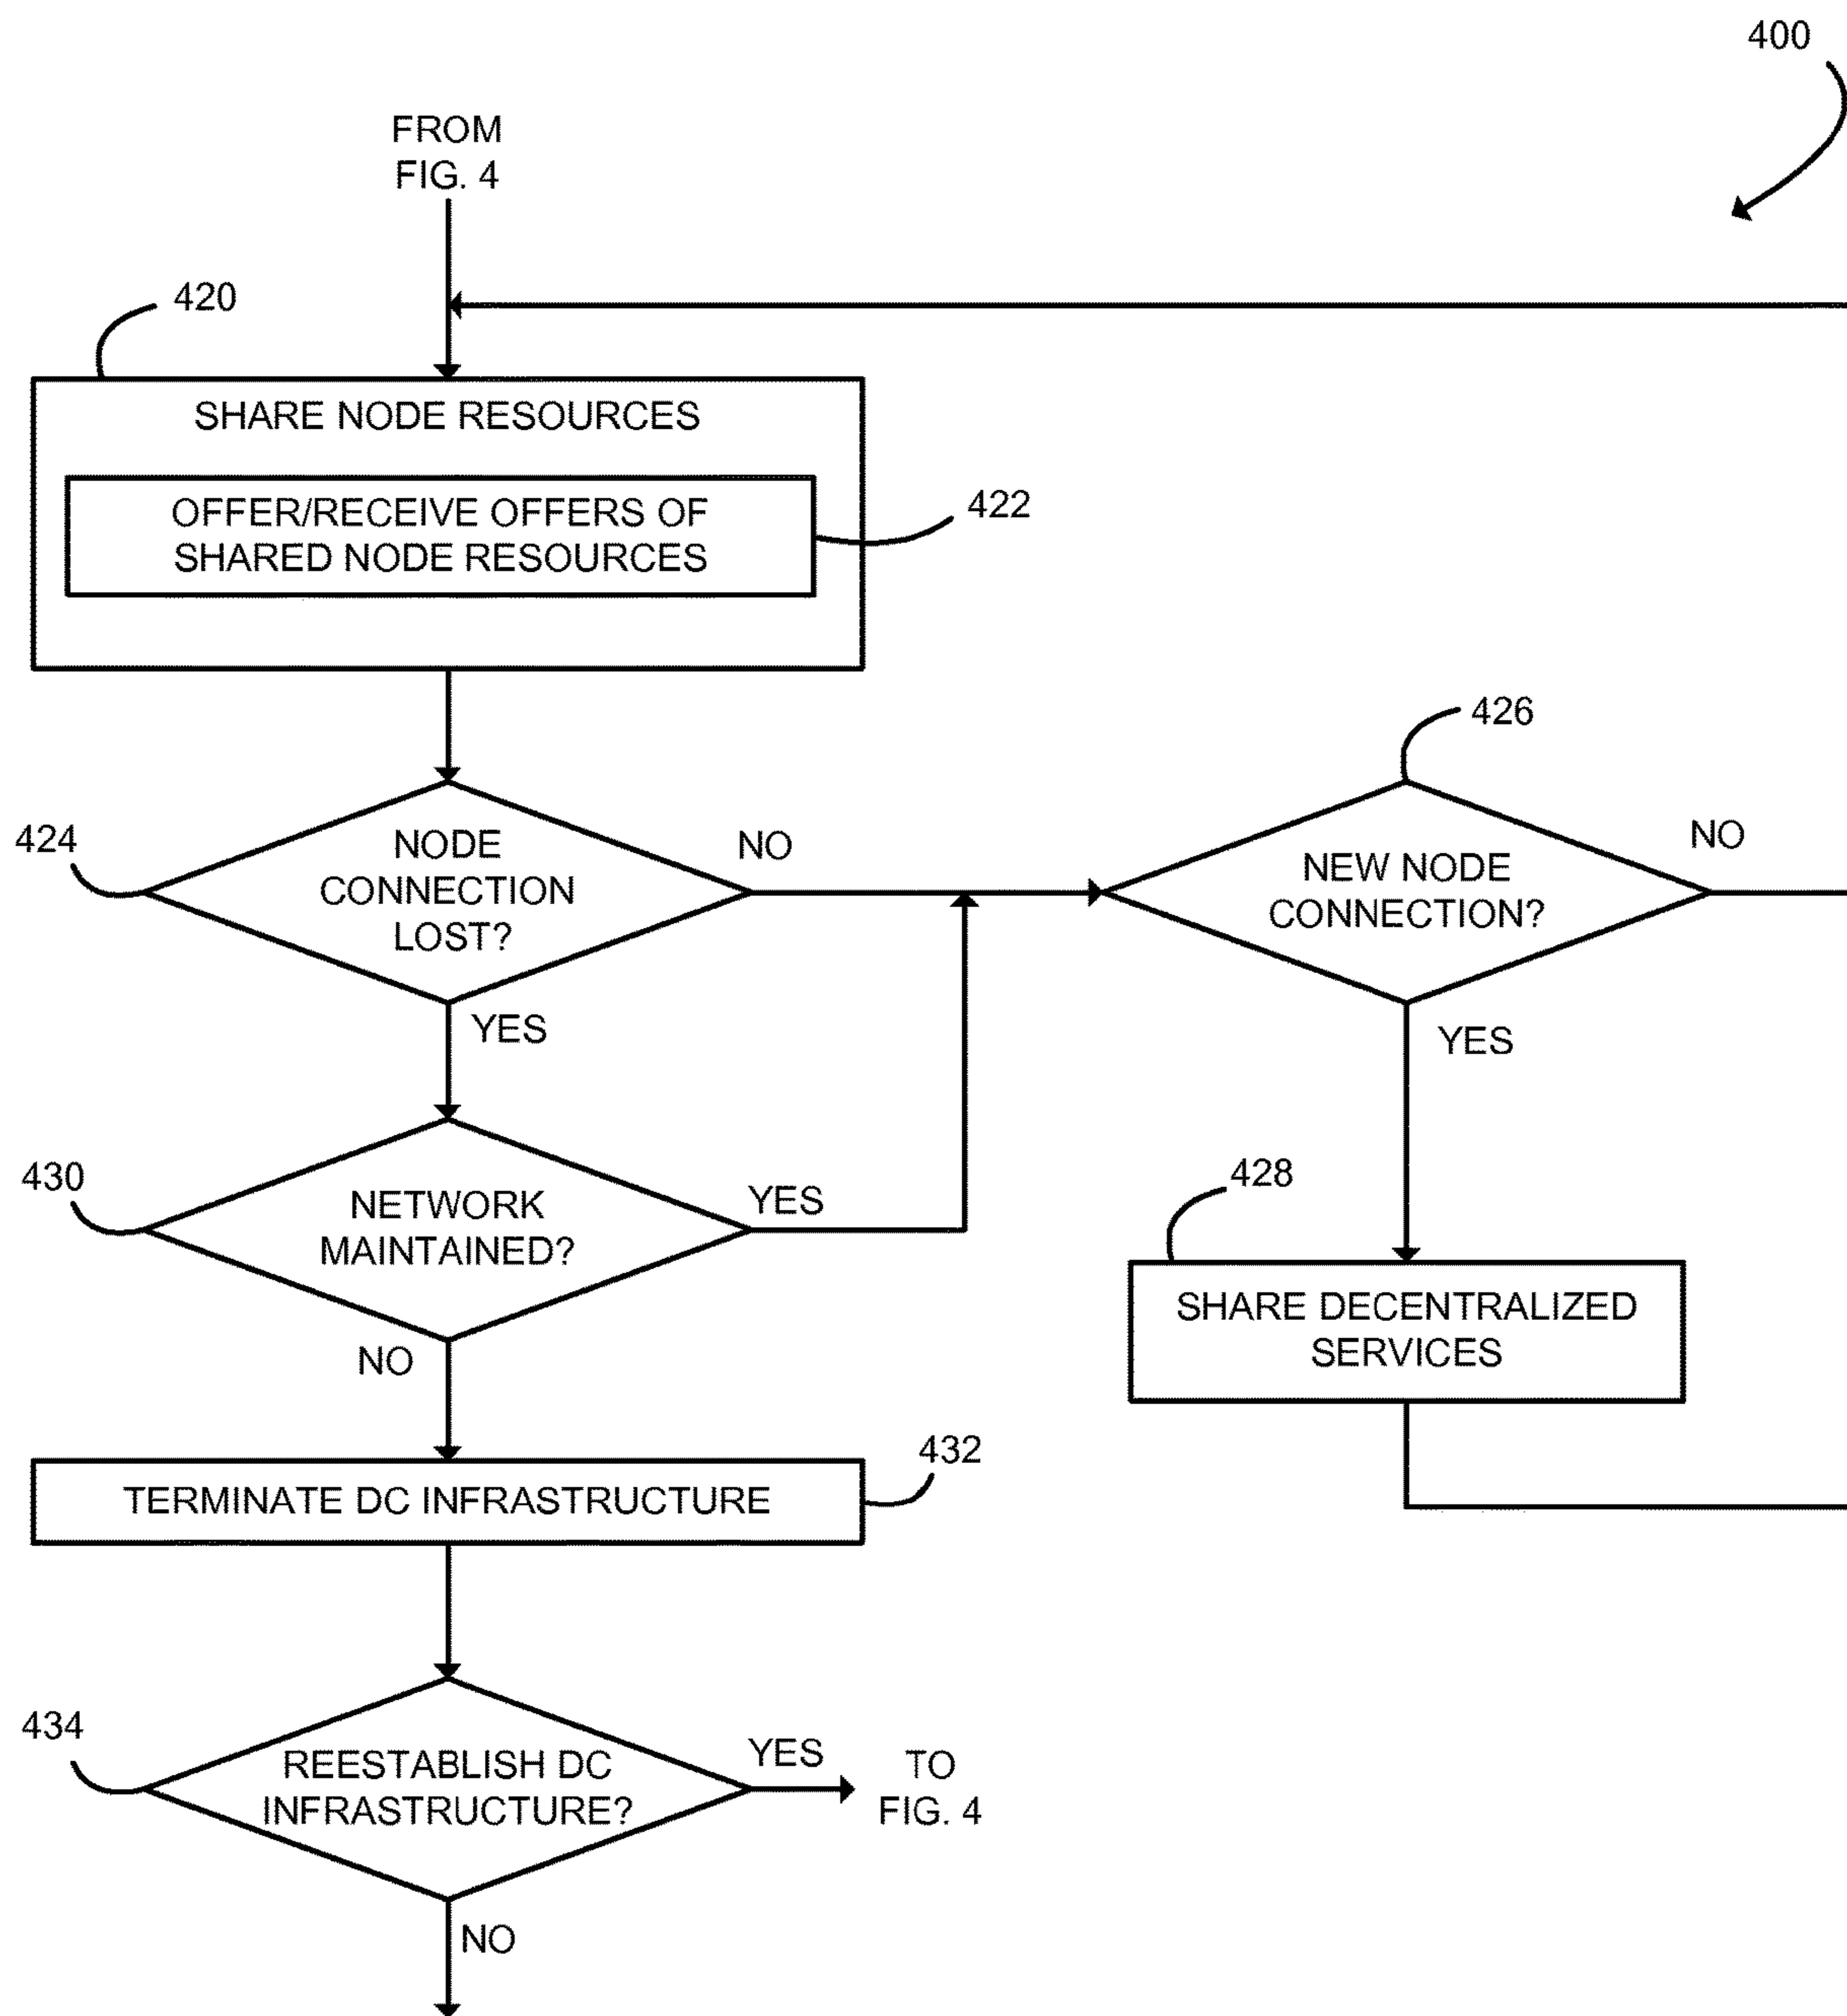 400
FROM
FIG. 4
420
SHARE NODE RESOURCES
OFFER/RECEIVE OFFERS OF
SHARED NODE RESOURCES
422
424
NODE
CONNECTION
LOST?
NO
426
NEW NODE
CONNECTION?
NO
YES
YES
430
NETWORK
MAINTAINED?
YES
428
SHARE DECENTRALIZED
SERVICES
NO
TERMINATE DC INFRASTRUCTURE
432
434
REESTABLISH DC
INFRASTRUCTURE?
YES
TO
FIG. 4
NO